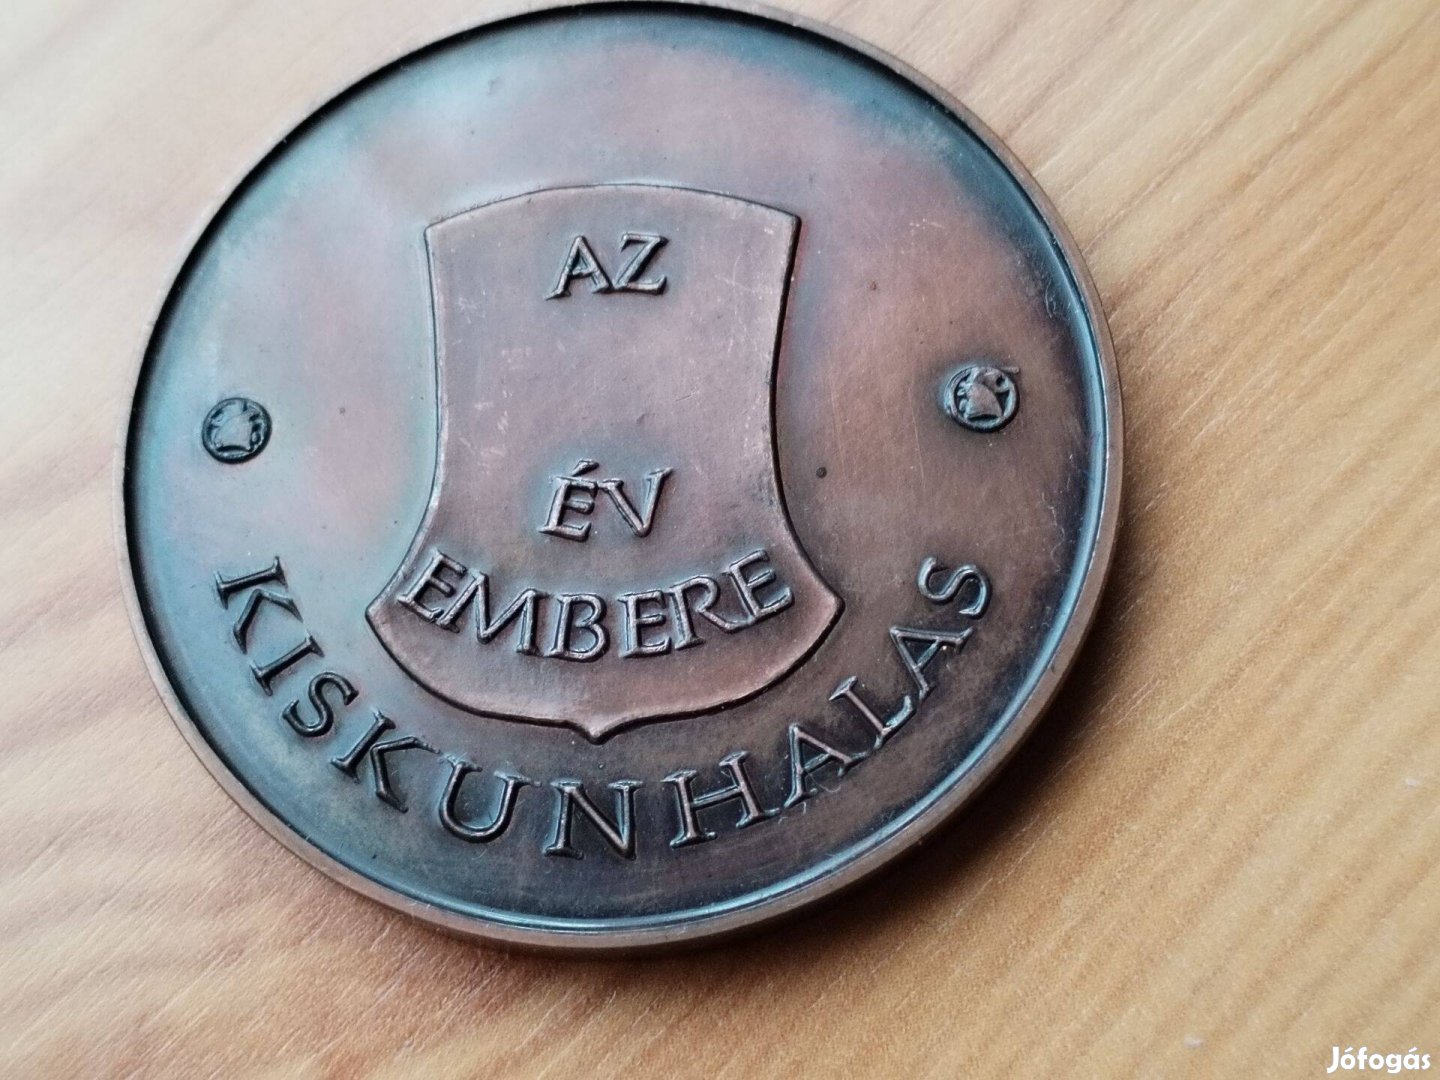 AZ
ÉV
EMBERE
KISKUNHALAS
Jófogás